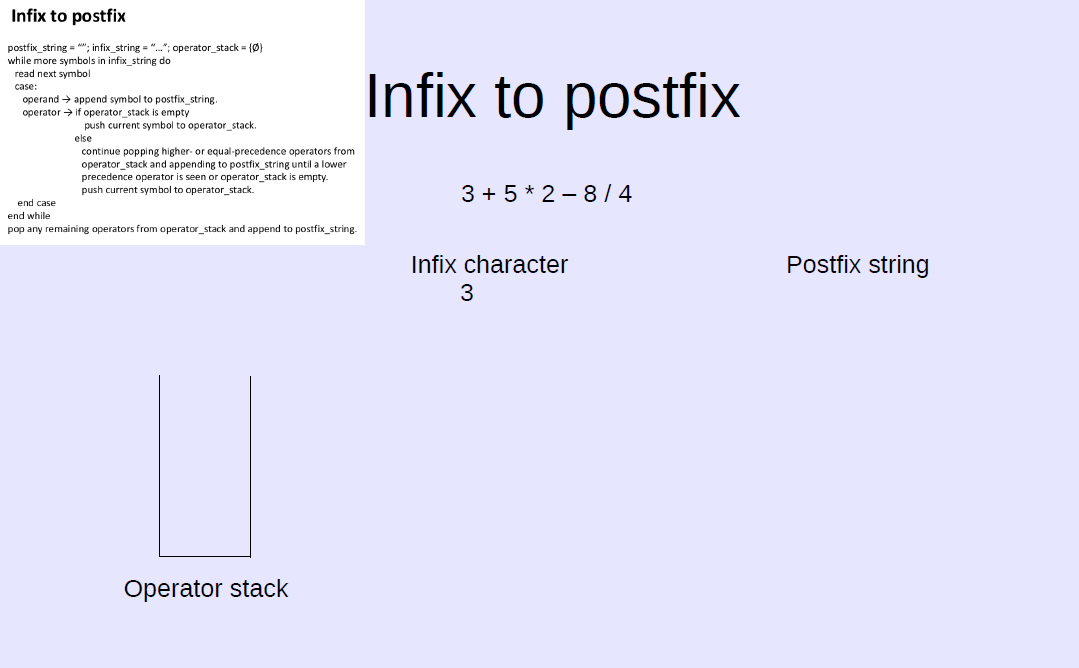 Infix to postfix
postfix_string = “”; infix_string = “...”; operator_stack = {Ø}
while more symbols in infix_string do
read next symbol
case:
operand → append symbol to postfix_string.
operator → if operator_stack is empty
push current symbol to operator_stack.
else
continue popping higher- or equal-precedence operators from
operator_stack and appending to postfix_string until a lower
precedence operator is seen or operator_stack is empty.
push current symbol to operator_stack.
end case
end while
pop any remaining operators from operator_stack and append to postfix_string.
Infix to postfix
3 + 5 * 2 – 8 / 4
Infix character
3
Postfix string
Operator stack